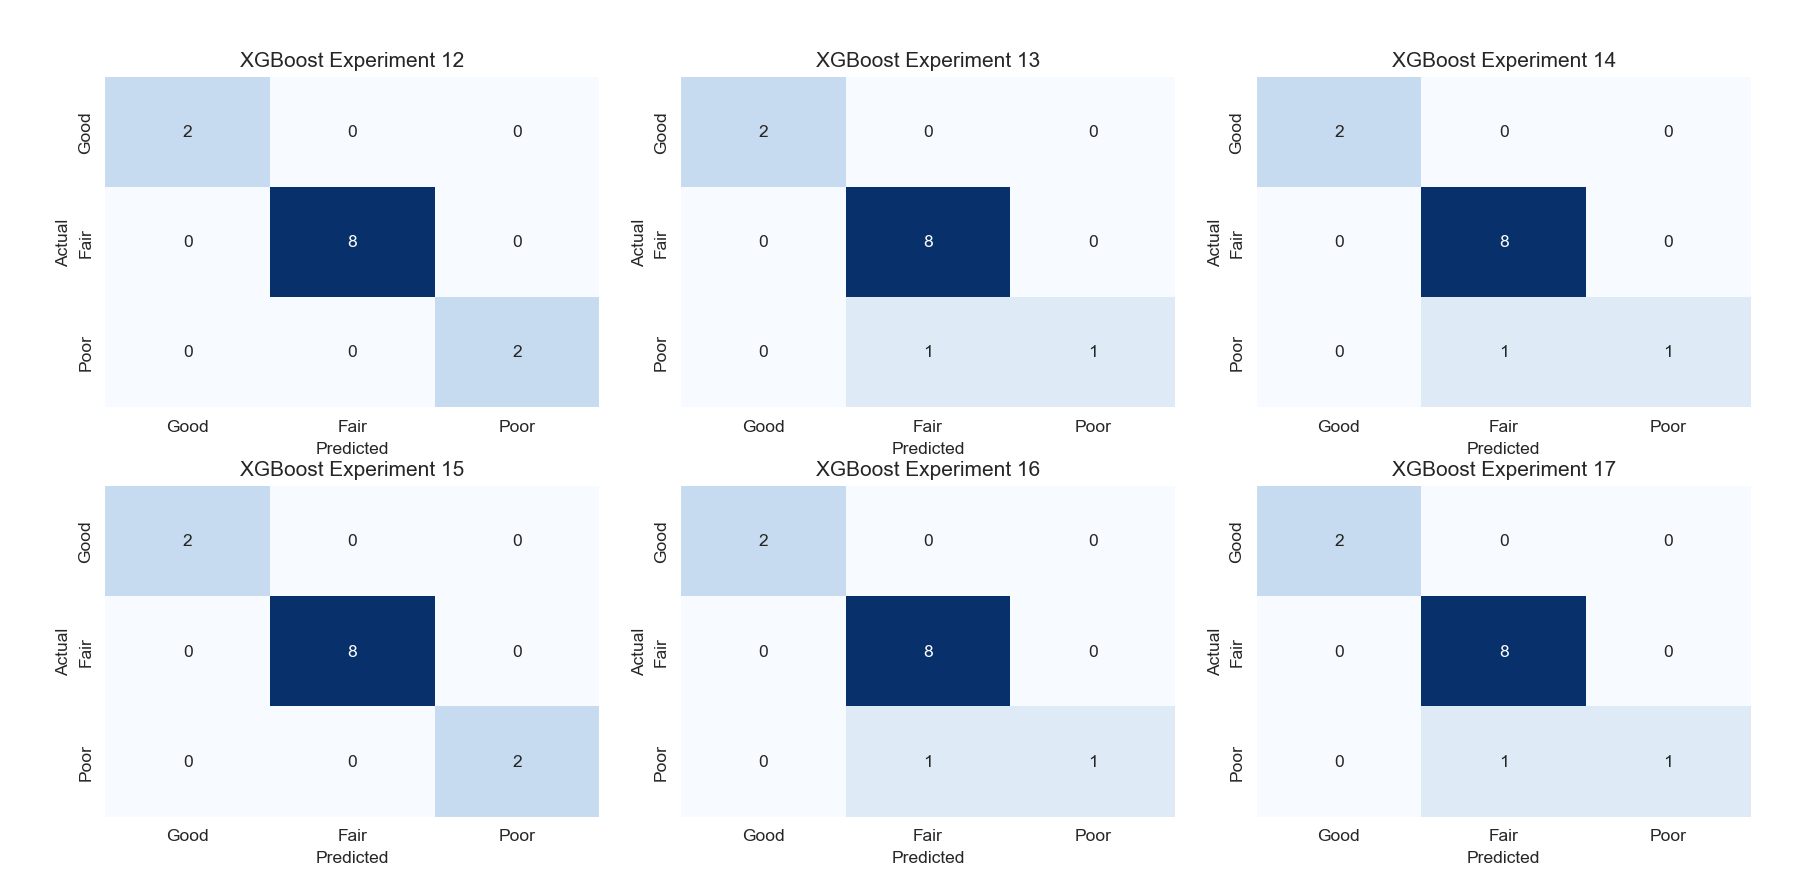 XGBoost Experiment 12
Actual
Good
Fair
Poor
2 0 0
0 8 0
0 0 2
Good Fair Poor
Predicted
XGBoost Experiment 13
Actual
Good
Fair
Poor
2 0 0
0 8 0
0 1 1
Good Fair Poor
Predicted
XGBoost Experiment 14
Actual
Good
Fair
Poor
2 0 0
0 8 0
0 1 1
Good Fair Poor
Predicted
XGBoost Experiment 15
Actual
Good
Fair
Poor
2 0 0
0 8 0
0 0 2
Good Fair Poor
Predicted
XGBoost Experiment 16
Actual
Good
Fair
Poor
2 0 0
0 8 0
0 1 1
Good Fair Poor
Predicted
XGBoost Experiment 17
Actual
Good
Fair
Poor
2 0 0
0 8 0
0 1 1
Good Fair Poor
Predicted